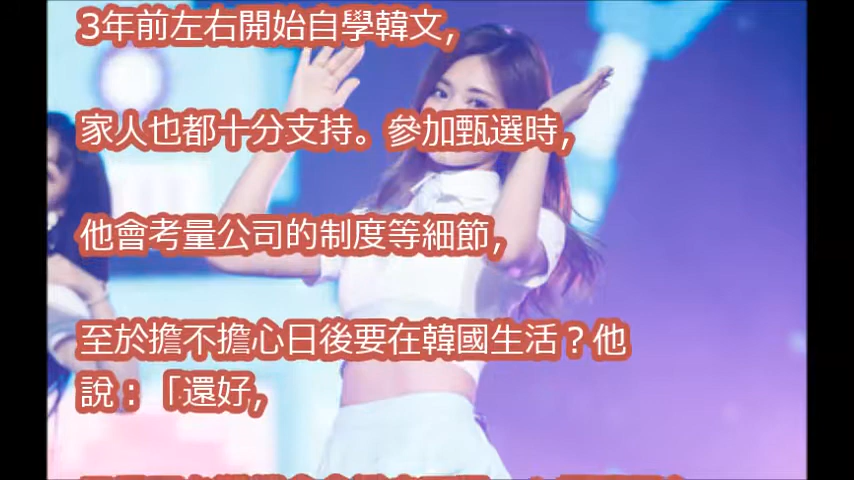 3年前左右開始自學韓文，
家人也都十分支持。參加甄選時，
他會考量公司的制度等細節，
至於擔不擔心日後要在韓國生活？他
說：「還好，